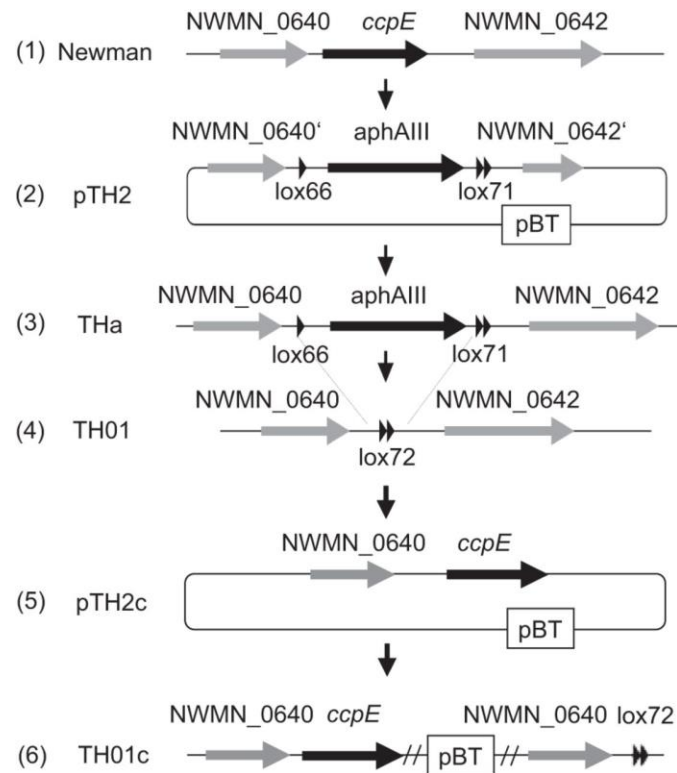 NWMN_0640 ccpE NWMN_0642
(1) Newman
NWMN_0640‘ aphAIII NWMN_0642‘
(2) pTH2
lox66 lox71
pBT
NWMN_0640 aphAIII NWMN_0642
(3) THa
lox66 lox71
NWMN_0640 NWMN_0642
(4) TH01
lox72
NWMN_0640 ccpE
(5) pTH2c
pBT
NWMN_0640 ccpE NWMN_0640 lox72
(6) TH01c // pBT //